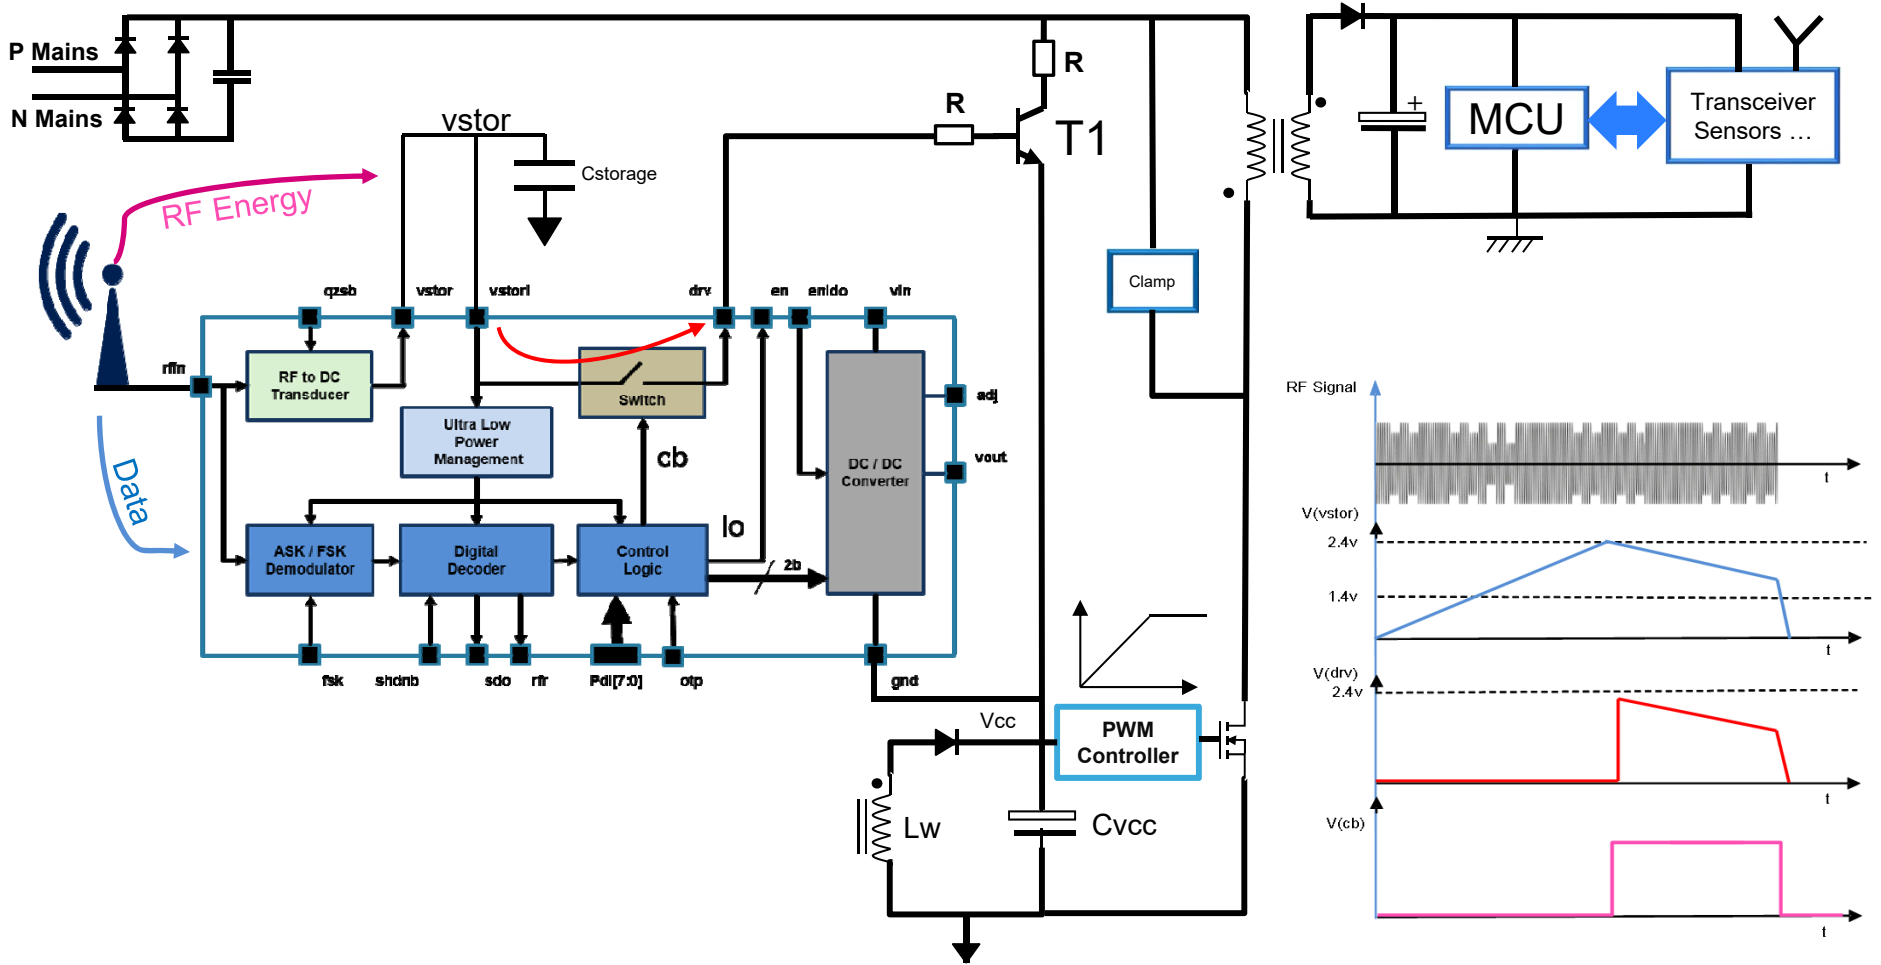 P Mains
N Mains
R
R
T1
vstor
Cstorage
RF Energy
Data
MCU
Transceiver
Sensors ...
+
Clamp
qzsb
vstor
vstori
drv
en
enldo
vin
rfin
RF to DC
Transducer
Switch
Ultra Low
Power
Management
cb
DC / DC
Converter
adj
vout
ASK / FSK
Demodulator
Digital
Decoder
Control
Logic
lo
2b
fsk
shdnb
sdo
rfr
Pdl[7:0]
otp
gnd
Vcc
PWM
Controller
Lw
Cvcc
RF Signal
t
V(vstor)
2.4v
1.4v
t
V(drv)
2.4v
t
V(cb)
t